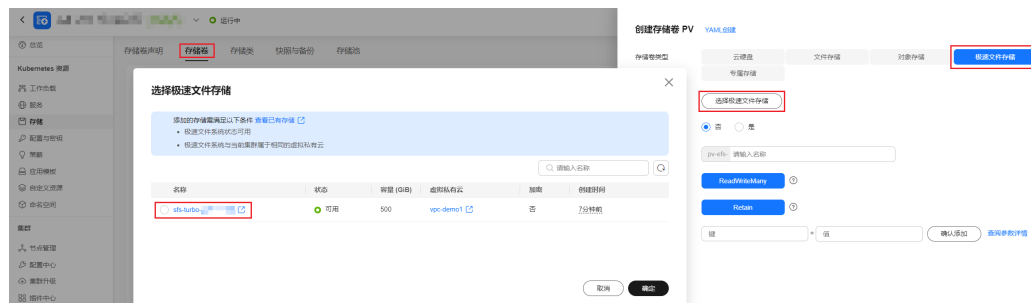 运行中
总览
Kubernetes 资源
工作负载
服务
存储
配置与密钥
策略
应用模板
自定义资源
命名空间
集群
节点管理
配置中心
集群升级
插件中心
存储卷声明 存储卷 存储类 快照与备份 存储池
选择极速文件存储
添加的存储需满足以下条件 查看已有存储
• 极速文件系统状态可用
• 极速文件系统与当前集群属于相同的虚拟私有云
请输入名称
名称 状态 容量 (GiB) 虚拟私有云 加密 创建时间
sfs-turbo- 可用 500 vpc-demo1 否 7分钟前
取消 确定
创建存储卷 PV YAML创建
存储卷类型 云硬盘 文件存储 对象存储 极速文件存储
专属存储
选择极速文件存储
否 是
pv-efs- 请输入名称
ReadWriteMany
Retain
键 = 值 确认添加 查阅参数详情